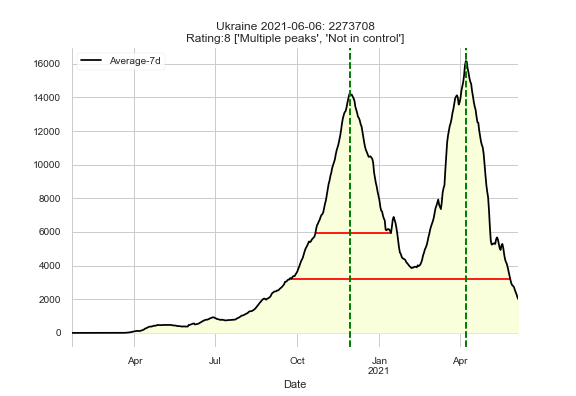 Ukraine 2021-06-06: 2273708
Rating:8 ['Multiple peaks', 'Not in control']
Average-7d
16000
14000
12000
10000
8000
6000
4000
2000
0
Apr
Jul
Oct
Jan
2021
Apr
Date